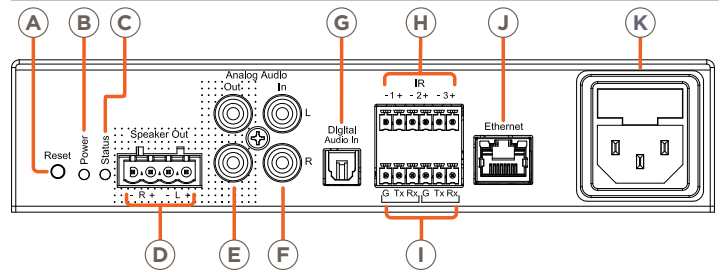 A B C G H J K
Analog Audio
Out In
IR
- 1 + - 2 + - 3 +
L
Speaker Out
Digital
Audio In
Ethernet
Reset
Power
Status
R
- R + - L +
G Tx Rx G Tx Rx
D E F I